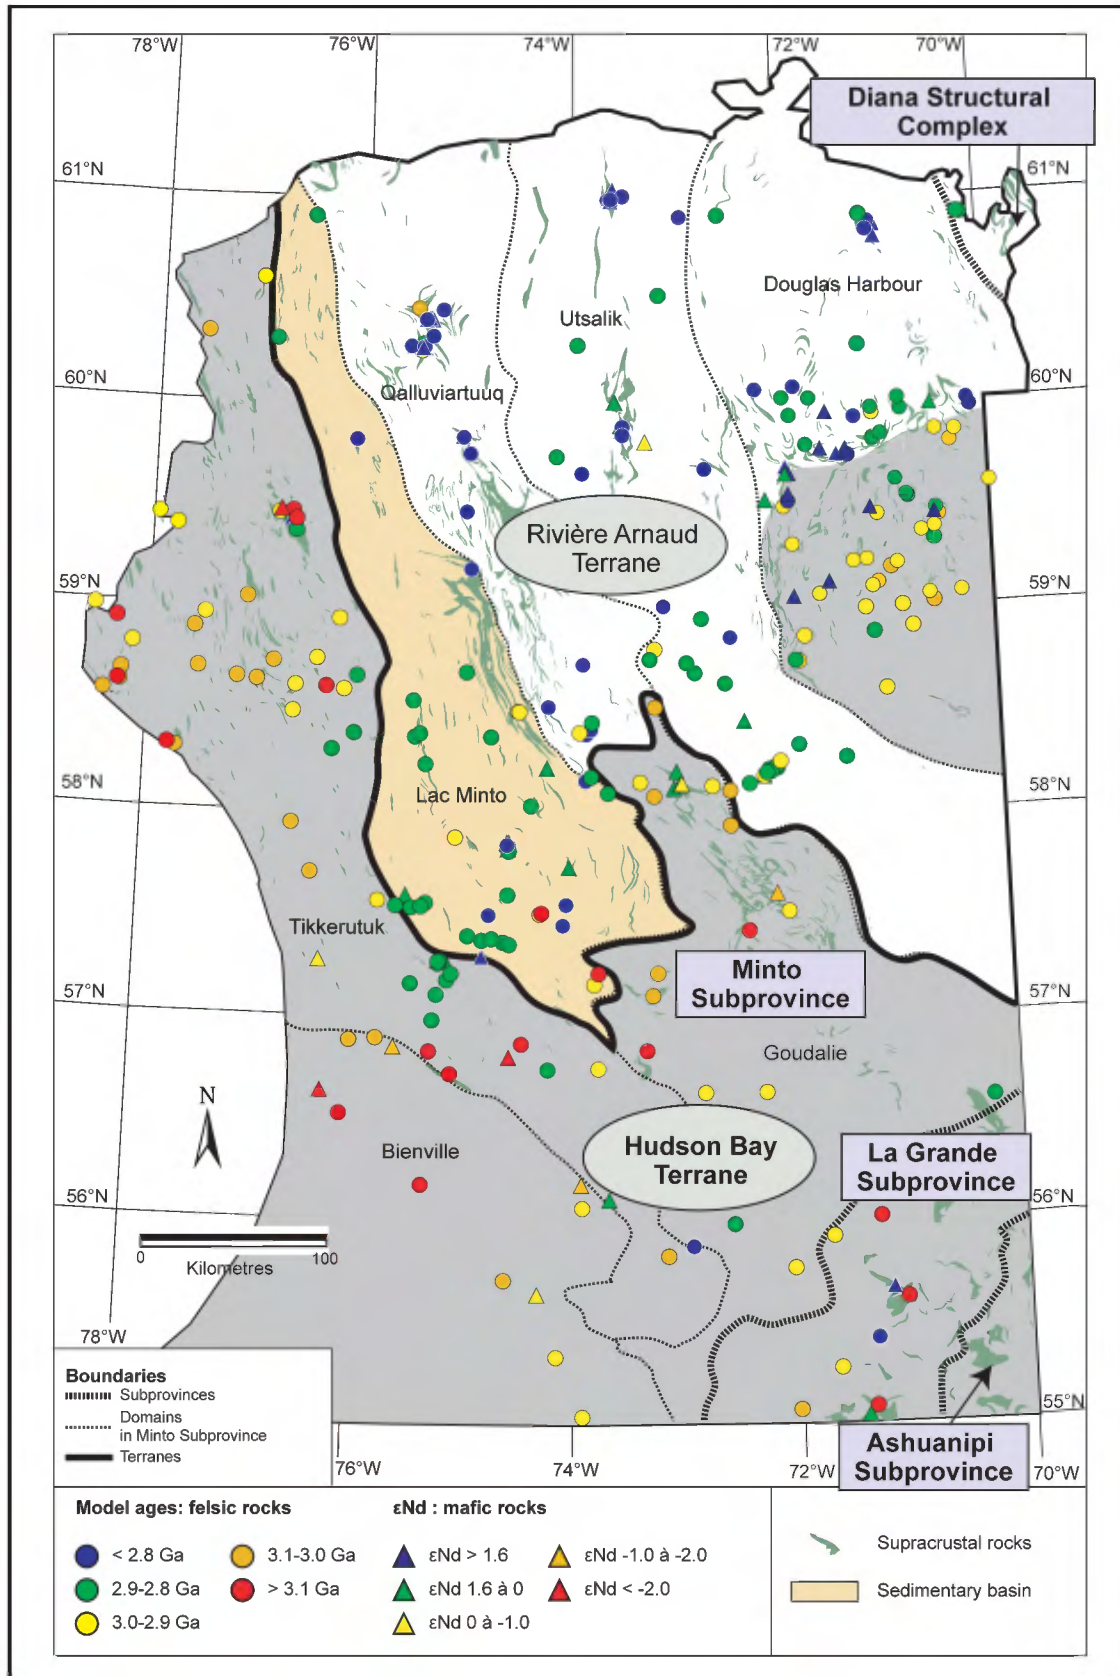 78°W
76°W
74°W
72°W
70°W
Diana Structural
Complex
61°N
61°N
Douglas Harbour
Utsalik
60°N
60°N
Qalluviartuuq
Rivière Arnaud
Terrane
59°N
59°N
58°N
58°N
Lac Minto
Tikkerutuk
Minto
Subprovince
57°N
57°N
Goudalie
N
Bienville
Hudson Bay
Terrane
La Grande
Subprovince
56°N
56°N
0
100
Kilometres
78°W
Boundaries
Subprovinces
Domains
in Minto Subprovince
Terranes
55°N
Ashuanipi
Subprovince
76°W
74°W
72°W
70°W
Model ages: felsic rocks
< 2.8 Ga
2.9-2.8 Ga
3.0-2.9 Ga
3.1-3.0 Ga
> 3.1 Ga
εNd : mafic rocks
εNd > 1.6
εNd 1.6 à 0
εNd 0 à -1.0
εNd -1.0 à -2.0
εNd < -2.0
Supracrustal rocks
Sedimentary basin